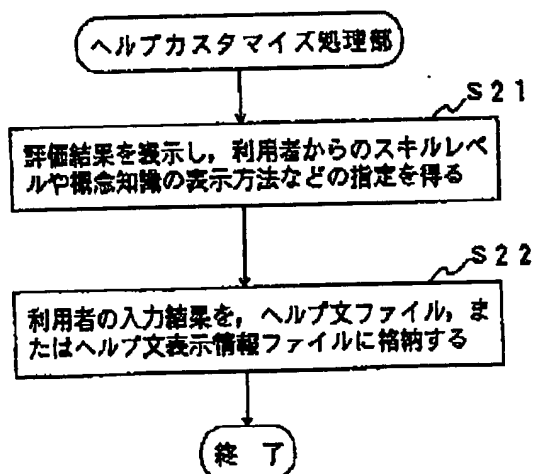 ヘルプカスタマイズ処理部
S21
評価結果を表示し，利用者からのスキルレベ
ルや概念知識の表示方法などの指定を得る
S22
利用者の入力結果を，ヘルプ文ファイル，ま
たはヘルプ文表示情報ファイルに格納する
終 了